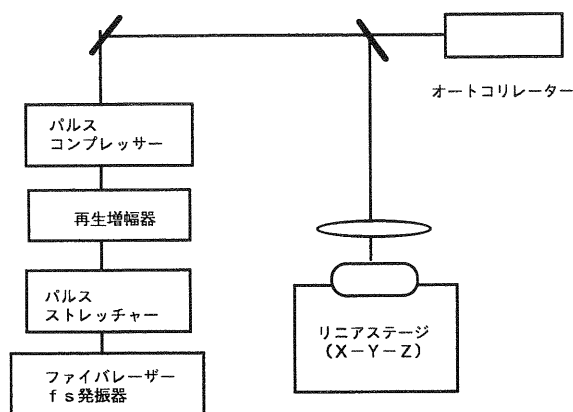 オートコリレーター
パルス
コンプレッサー
再生増幅器
パルス
ストレッチャー
リニアステージ
(X-Y-Z)
ファイバレーザー
fs発振器